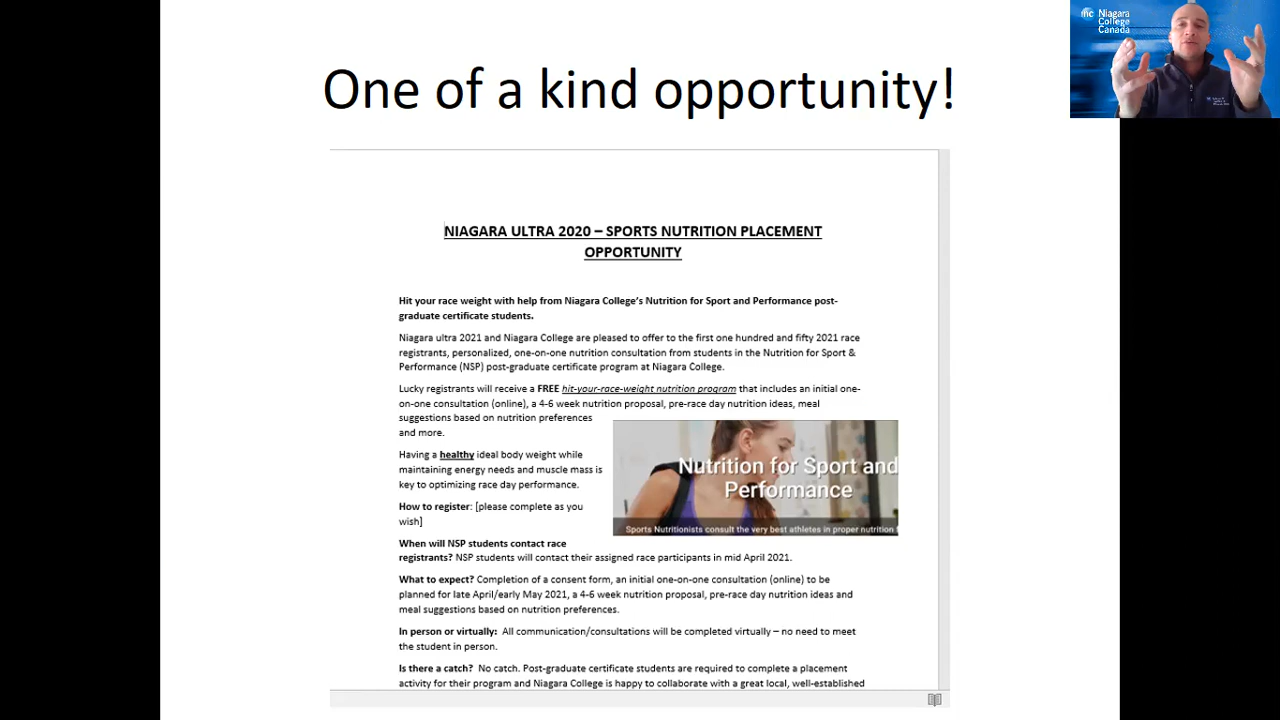 One of a kind opportunity!
nc Niagara
College
Canada
NIAGARA ULTRA 2020 – SPORTS NUTRITION PLACEMENT
OPPORTUNITY
Hit your race weight with help from Niagara College's Nutrition for Sport and Performance post-
graduate certificate students.
Niagara ultra 2021 and Niagara College are pleased to offer to the first one hundred and fifty 2021 race
registrants, personalized, one-on-one nutrition consultation from students in the Nutrition for Sport &
Performance (NSP) post-graduate certificate program at Niagara College.
Lucky registrants will receive a FREE hit-your-race-weight nutrition program that includes an initial one-
on-one consultation (online), a 4-6 week nutrition proposal, pre-race day nutrition ideas, meal
suggestions based on nutrition preferences
and more.
Having a healthy ideal body weight while
maintaining energy needs and muscle mass is
key to optimizing race day performance.
How to register: [please complete as you
wish]
Nutrition for Sport and
Performance
Sports Nutritionists consult the very best athletes in proper nutrition
When will NSP students contact race
registrants? NSP students will contact their assigned race participants in mid April 2021.
What to expect? Completion of a consent form, an initial one-on-one consultation (online) to be
planned for late April/early May 2021, a 4-6 week nutrition proposal, pre-race day nutrition ideas and
meal suggestions based on nutrition preferences.
In person or virtually: All communication/consultations will be completed virtually – no need to meet
the student in person.
Is there a catch? No catch. Post-graduate certificate students are required to complete a placement
activity for their program and Niagara College is happy to collaborate with a great local, well-established